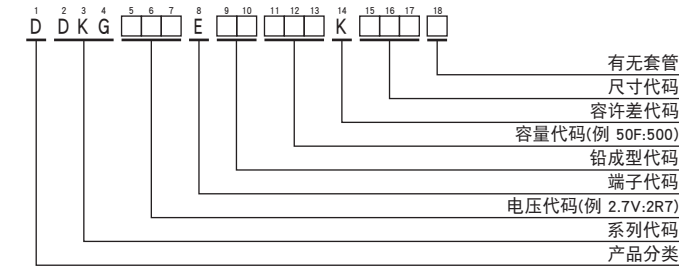 1 2 3 4 5 6 7 8 9 10 11 12 13 14 15 16 17 18
D D K G □□□ E □□ □□□ K □□□ □
有无套管
尺寸代码
容许差代码
容量代码(例 50F:500)
铅成型代码
端子代码
电压代码(例 2.7V:2R7)
系列代码
产品分类